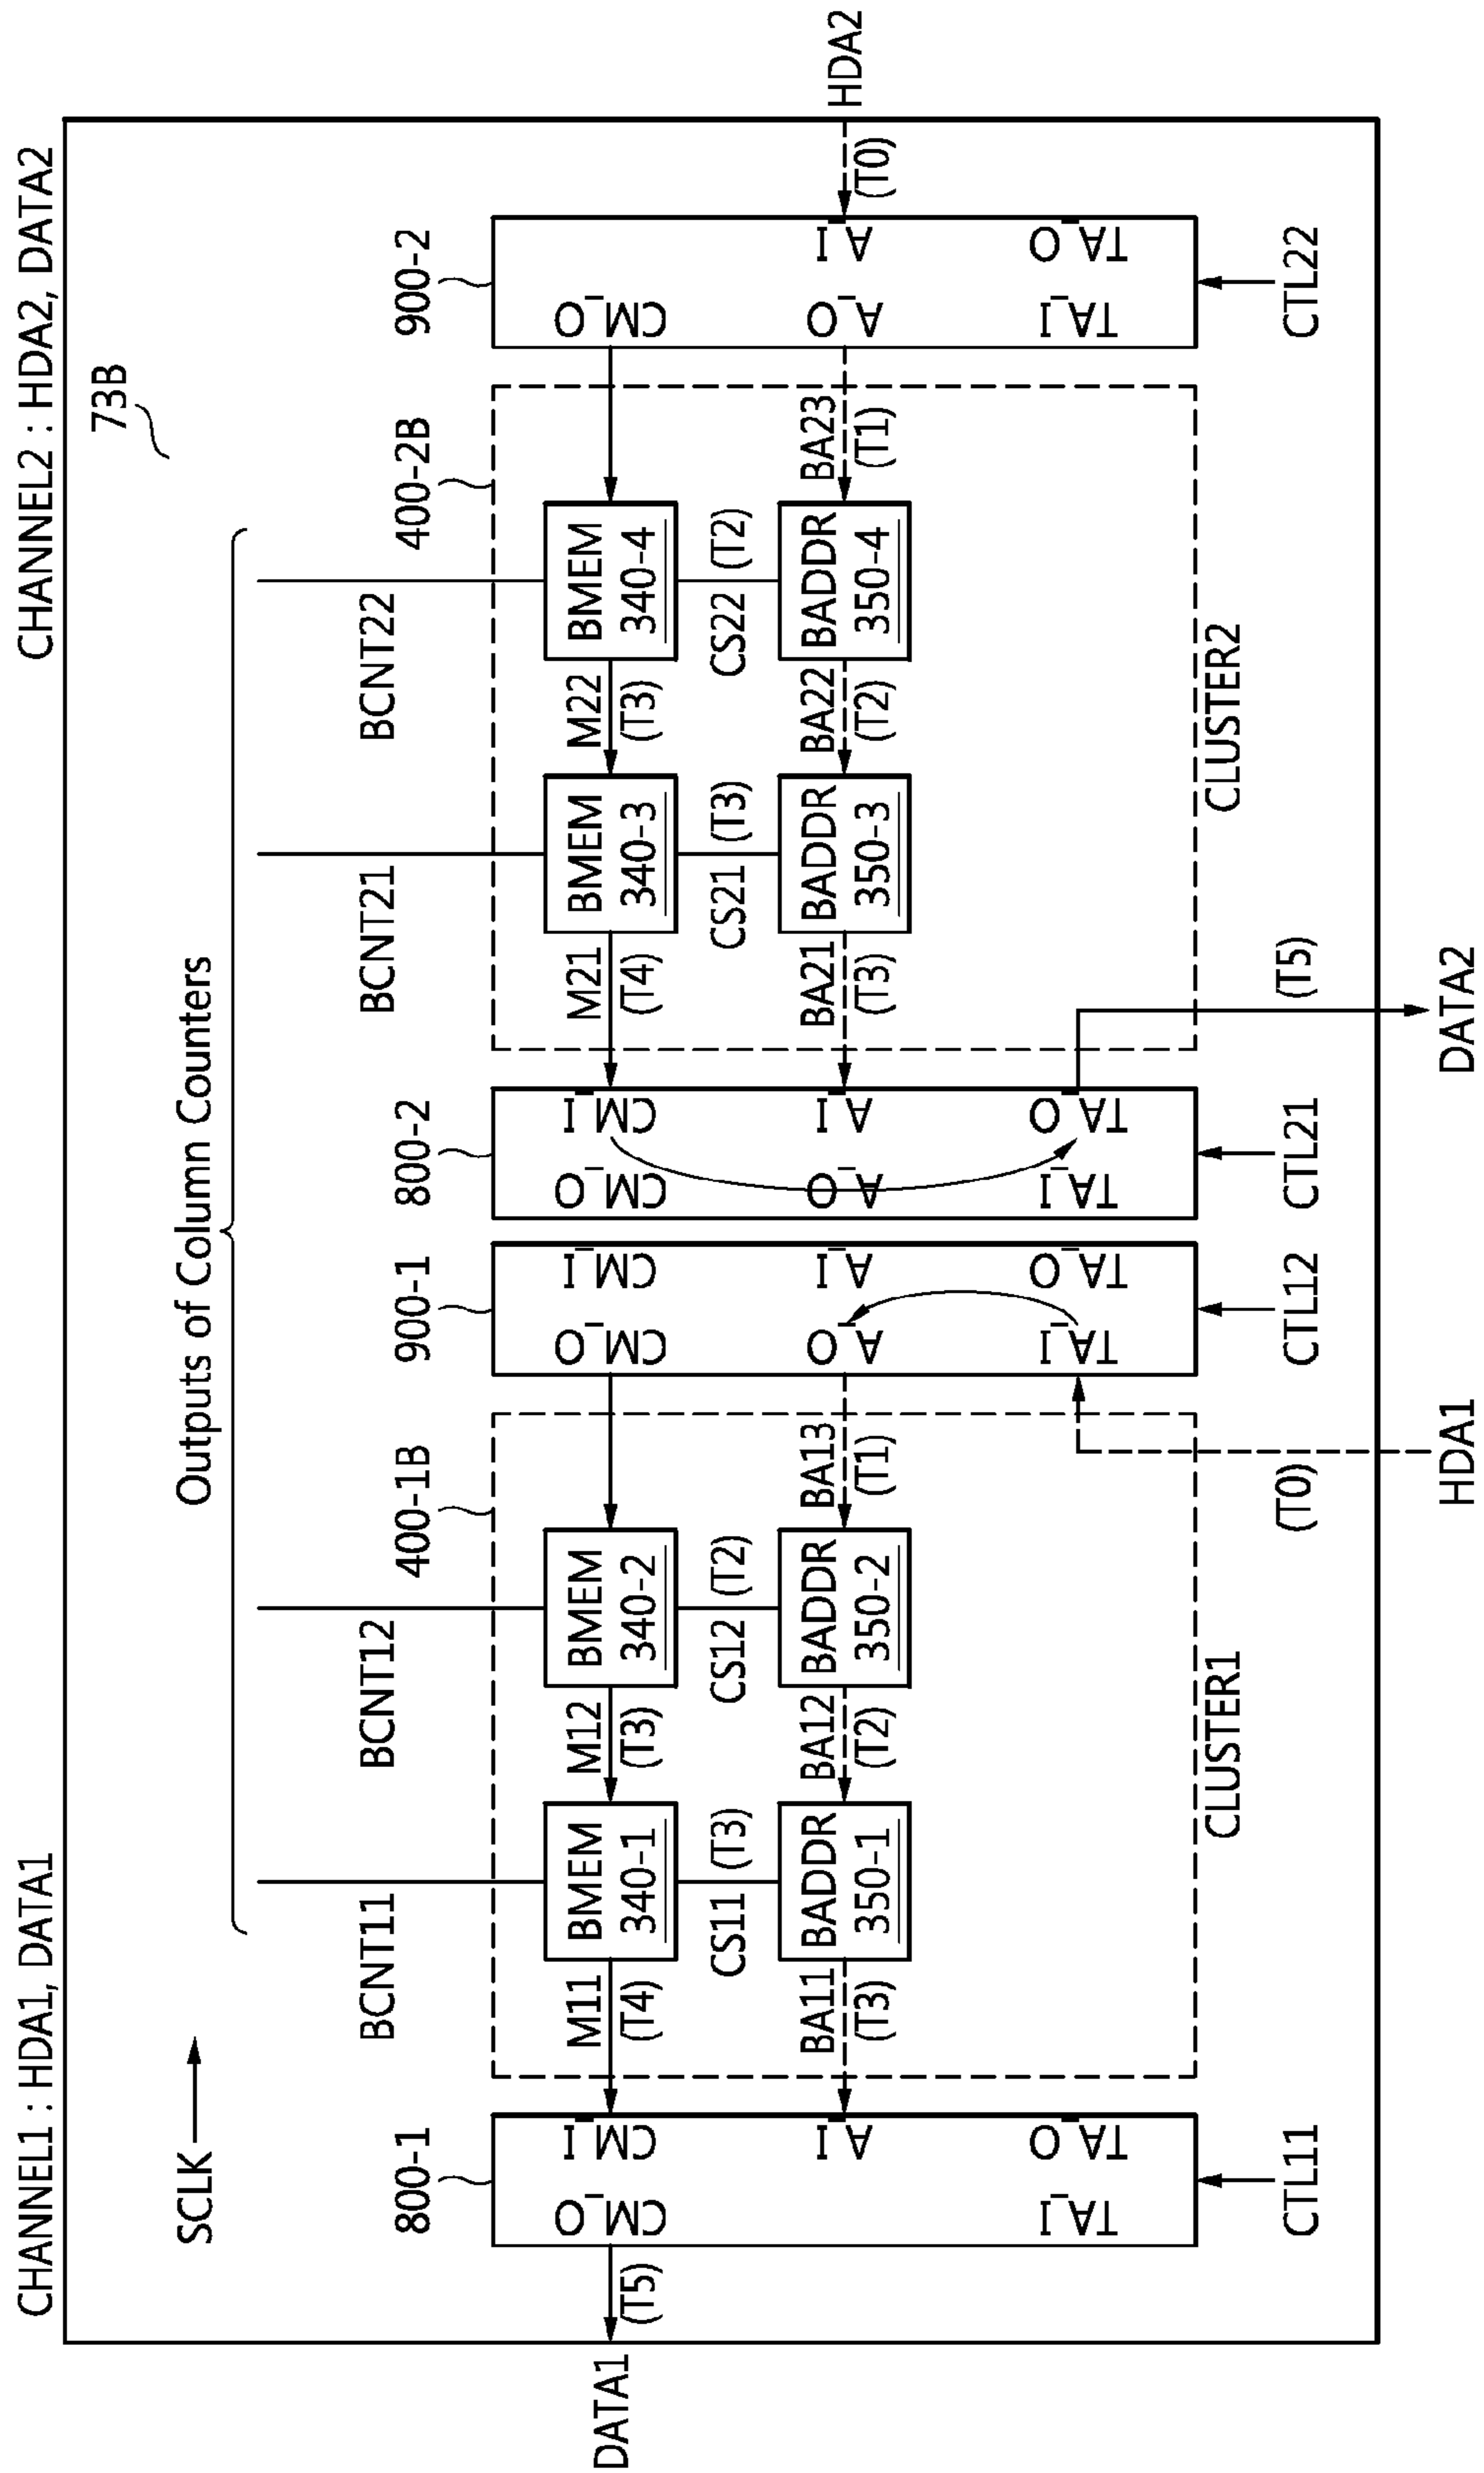 CHANNEL1 : HDA1, DATA1
CHANNEL2 : HDA2, DATA2
73B
SCLK
Outputs of Column Counters
BCNT11
BCNT12
BCNT21
BCNT22
800-1
400-1B
900-1
800-2
400-2B
900-2
DATA1
(T5)
CM_O
CM_I
M11
(T4)
BMEM
340-1
M12
(T3)
BMEM
340-2
CM_O
CM_I
CM_O
CM_I
M21
(T4)
BMEM
340-3
M22
(T3)
BMEM
340-4
CM_O
CS11
(T3)
CS12
(T2)
CS21
(T3)
CS22
(T2)
A_I
BA11
(T3)
BADDR
350-1
BA12
(T2)
BADDR
350-2
BA13
(T1)
A_O
A_I
A_O
A_I
BA21
(T3)
BADDR
350-3
BA22
(T2)
BADDR
350-4
BA23
(T1)
A_O
A_I
(T0)
HDA2
TA_I
TA_O
TA_I
TA_O
TA_I
TA_O
TA_I
TA_O
CLUSTER1
CLUSTER2
CTL11
(T0)
CTL12
CTL21
(T5)
CTL22
HDA1
DATA2